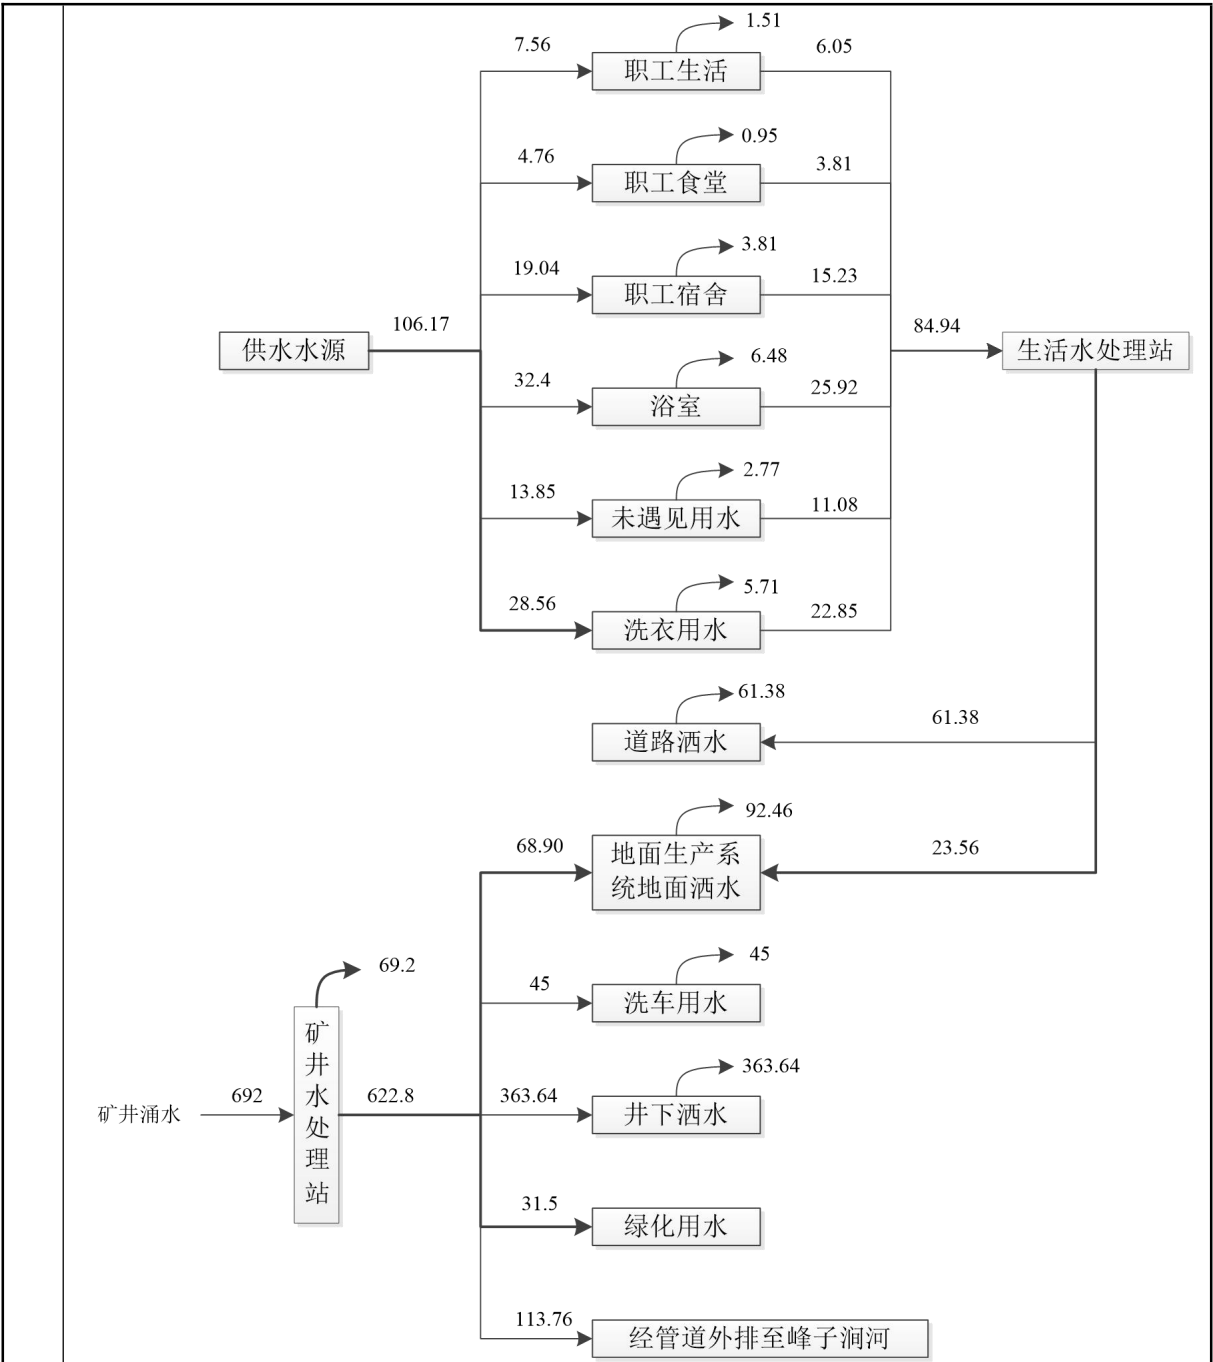 1.51
7.56
6.05
职工生活
0.95
4.76
3.81
职工食堂
3.81
19.04
15.23
职工宿舍
106.17
84.94
供水水源
生活水处理站
6.48
32.4
25.92
浴室
2.77
13.85
11.08
未遇见用水
5.71
28.56
22.85
洗衣用水
61.38
61.38
道路洒水
92.46
68.90
23.56
地面生产系
统地面洒水
69.2
45
45
洗车用水
矿井涌水
692
矿
井
水
处
理
站
622.8
363.64
363.64
井下洒水
31.5
绿化用水
113.76
经管道外排至峰子涧河